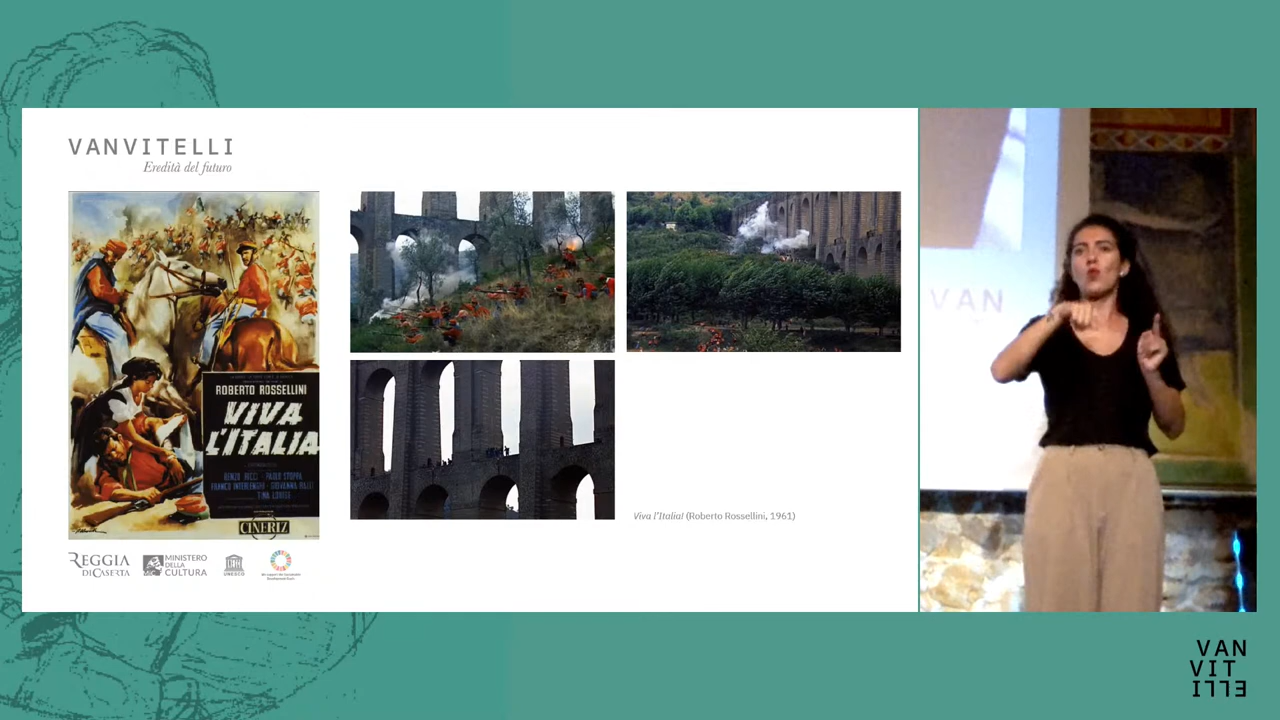 VANVITELLI
Eredità del futuro
ROBERTO ROSSELLINI
VIVA
L'ITALIA
RENZO RICCI PAOLO STOPPA
FRANCO INTERLENGHI GIOVANNA RALLI
TINA LOUISE
CINERIZ
Viva l'Italia! (Roberto Rossellini, 1961)
REGGIA
DI CASERTA
MINISTERO
DELLA
CULTURA
UNESCO
VAN
VAN
VIT
ELLI